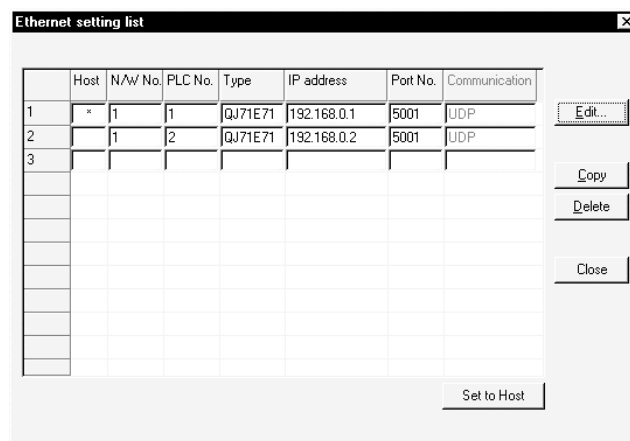 Ethernet setting list
Host N/W No. PLC No. Type IP address Port No. Communication
1 * 1 1 QJ71E71 192.168.0.1 5001 UDP
2 1 2 QJ71E71 192.168.0.2 5001 UDP
3
Edit...
Copy
Delete
Close
Set to Host